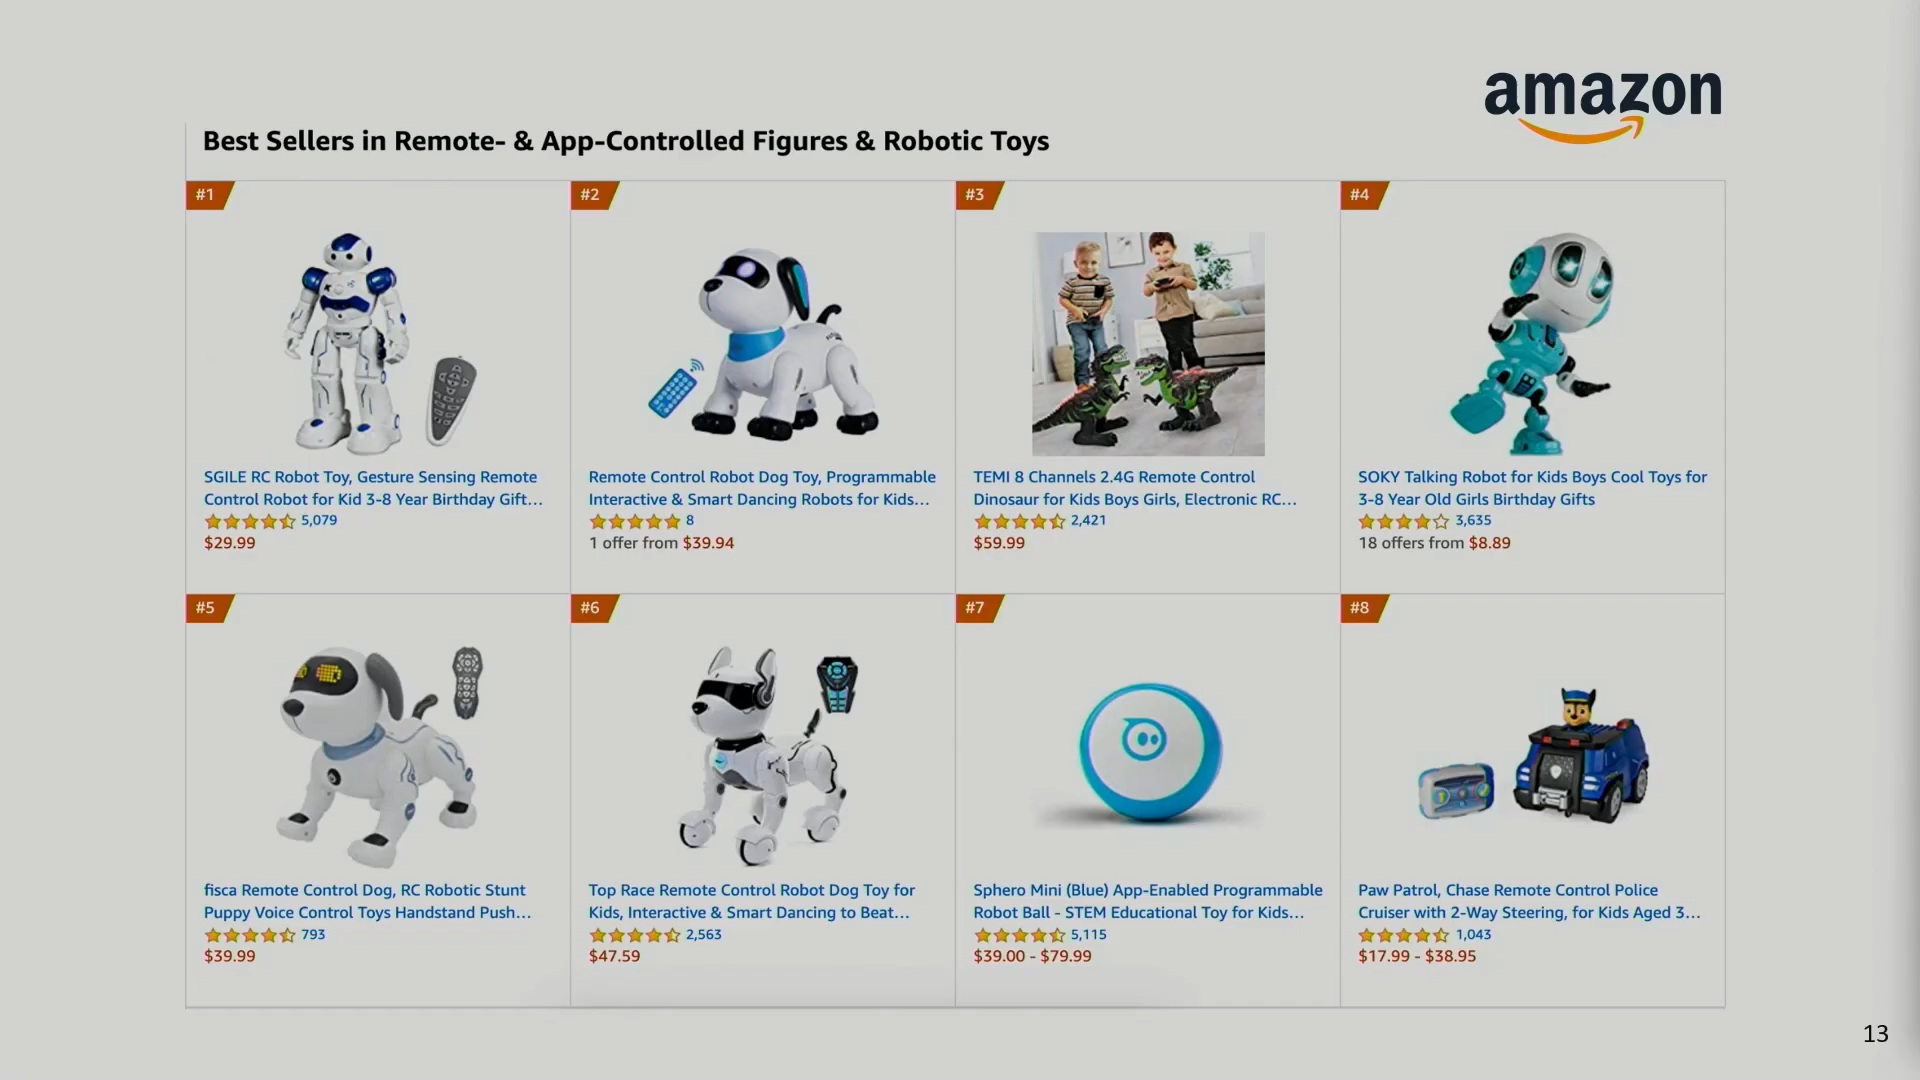 amazon
Best Sellers in Remote- & App-Controlled Figures & Robotic Toys
#1
SGILE RC Robot Toy, Gesture Sensing Remote
Control Robot for Kid 3-8 Year Birthday Gift...
5,079
$29.99
#2
Remote Control Robot Dog Toy, Programmable
Interactive & Smart Dancing Robots for Kids...
8
1 offer from $39.94
#3
TEMI 8 Channels 2.4G Remote Control
Dinosaur for Kids Boys Girls, Electronic RC...
2,421
$59.99
#4
SOKY Talking Robot for Kids Boys Cool Toys for
3-8 Year Old Girls Birthday Gifts
3,635
18 offers from $8.89
#5
fisca Remote Control Dog, RC Robotic Stunt
Puppy Voice Control Toys Handstand Push...
793
$39.99
#6
Top Race Remote Control Robot Dog Toy for
Kids, Interactive & Smart Dancing to Beat...
2,563
$47.59
#7
Sphero Mini (Blue) App-Enabled Programmable
Robot Ball - STEM Educational Toy for Kids...
5,115
$39.00 - $79.99
#8
Paw Patrol, Chase Remote Control Police
Cruiser with 2-Way Steering, for Kids Aged 3...
1,043
$17.99 - $38.95
13